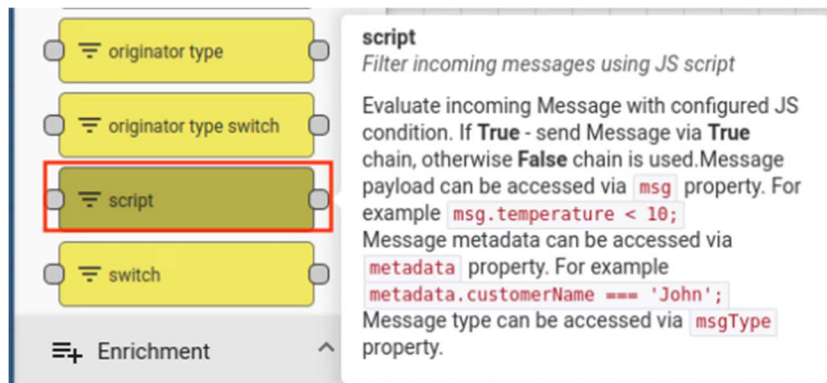 originator type
originator type switch
script
switch
Enrichment
script
Filter incoming messages using JS script
Evaluate incoming Message with configured JS
condition. If True - send Message via True
chain, otherwise False chain is used.Message
payload can be accessed via msg property. For
example msg.temperature < 10;
Message metadata can be accessed via
metadata property. For example
metadata.customerName === 'John';
Message type can be accessed via msgType
property.